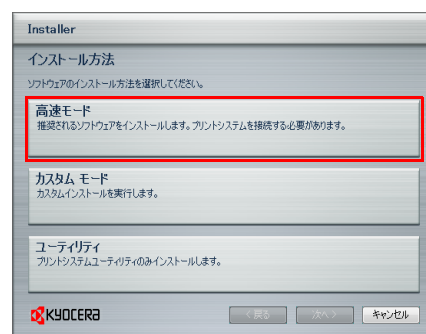 Installer
インストール方法
ソフトウェアのインストール方法を選択してください。
高速モード
推奨されるソフトウェアをインストールします。プリントシステムを接続する必要があります。
カスタム モード
カスタムインストールを実行します。
ユーティリティ
プリントシステムユーティリティのみインストールします。
KYOCERA
< 戻る 次へ > キャンセル